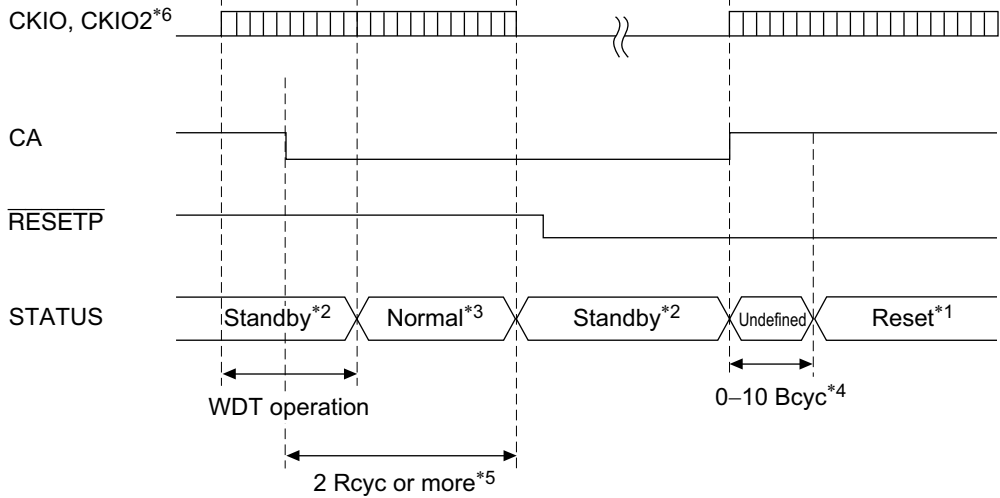 CKIO, CKIO2*6
CA
RESETP
STATUS Standby*2 Normal*3 Standby*2 Undefined Reset*1
WDT operation
0–10 Bcyc*4
2 Rcyc or more*5